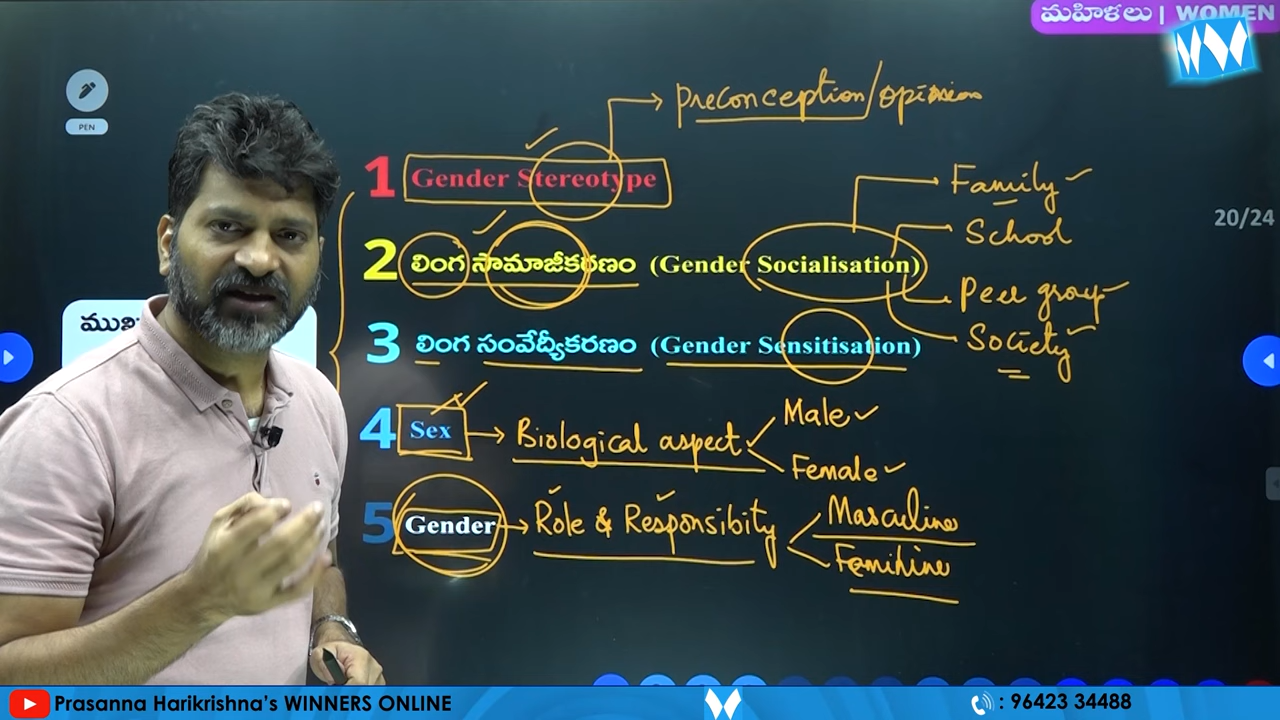 మహిళలు | WOMEN
W
PEN
Preconception/opinion
1 Gender Stereotype
Family
School
20/24
2 లింగ సామాజీకరణం (Gender Socialisation)
Peer group
ముఖ
3 లింగ సంవేద్యీకరణం (Gender Sensitisation)
Society
4 Sex → Biological aspect
Male
Female
5 Gender → Role & Responsibity
Masculine
Feminine
Prasanna Harikrishna's WINNERS ONLINE
W
: 96423 34488